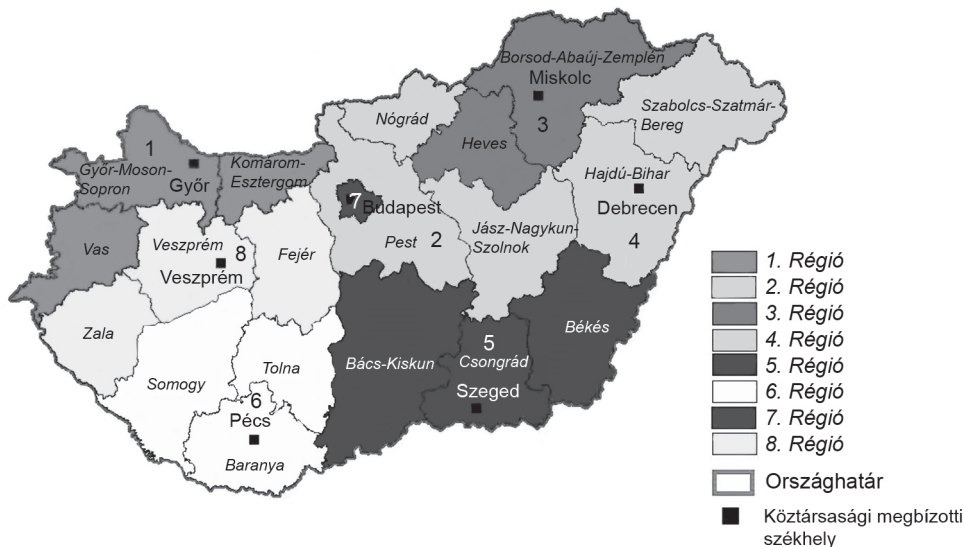 Borsod-Abaúj-Zemplén
Miskolc
3
Szabolcs-Szatmár-
Bereg
Nógrád
Heves
1
Győr-Moson-
Sopron
Győr
Komárom-
Esztergom
Hajdú-Bihar
Debrecen
4
7
Budapest
Pest
2
Jász-Nagykun-
Szolnok
Vas
Veszprém
8
Veszprém
Fejér
Zala
Somogy
Tolna
6
Pécs
Baranya
Bács-Kiskun
5
Csongrád
Szeged
Békés
1. Régió
2. Régió
3. Régió
4. Régió
5. Régió
6. Régió
7. Régió
8. Régió
Országhatár
Köztársasági megbízotti
székhely